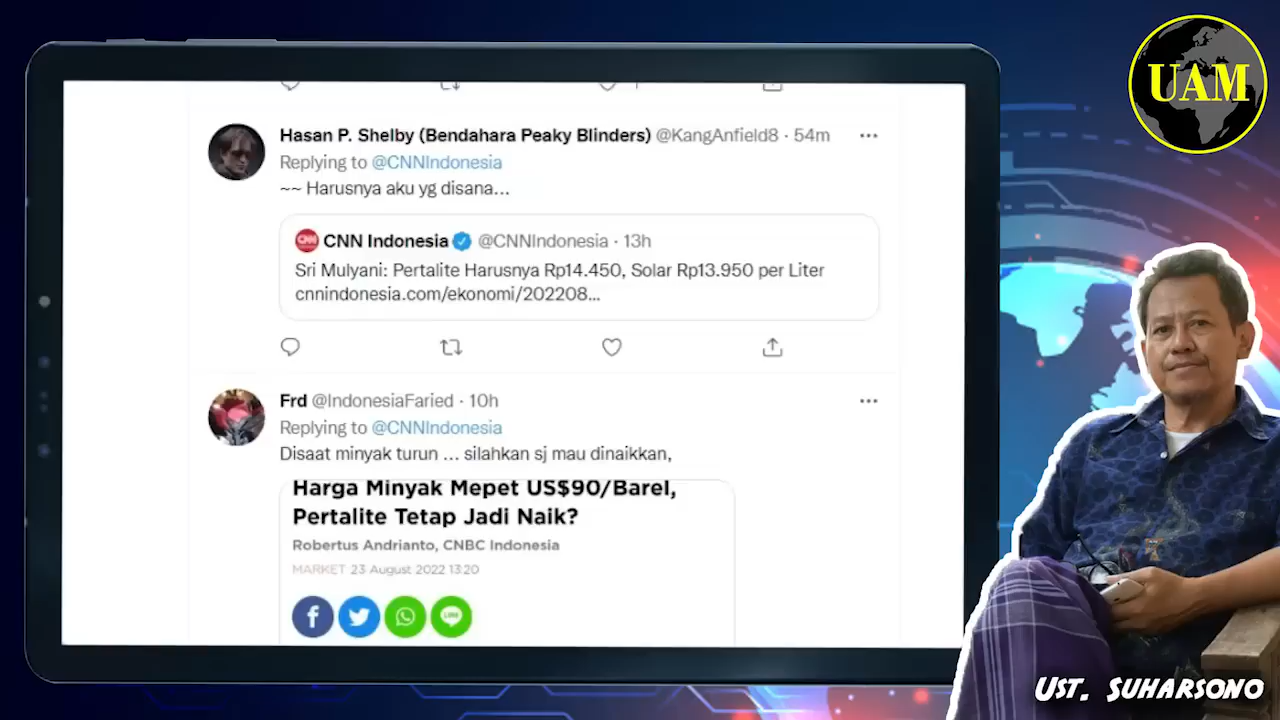 UAM
Hasan P. Shelby (Bendahara Peaky Blinders) @KangAnfield8 · 54m
Replying to @CNNIndonesia
~~ Harusnya aku yg disana...
CNN
CNN Indonesia @CNNIndonesia · 13h
Sri Mulyani: Pertalite Harusnya Rp14.450, Solar Rp13.950 per Liter
cnnindonesia.com/ekonomi/202208...
Frd @IndonesiaFaried · 10h
Replying to @CNNIndonesia
Disaat minyak turun ... silahkan sj mau dinaikkan,
Harga Minyak Mepet US$90/Barel,
Pertalite Tetap Jadi Naik?
Robertus Andrianto, CNBC Indonesia
MARKET 23 August 2022 13:20
LINE
UST. SUHARSONO